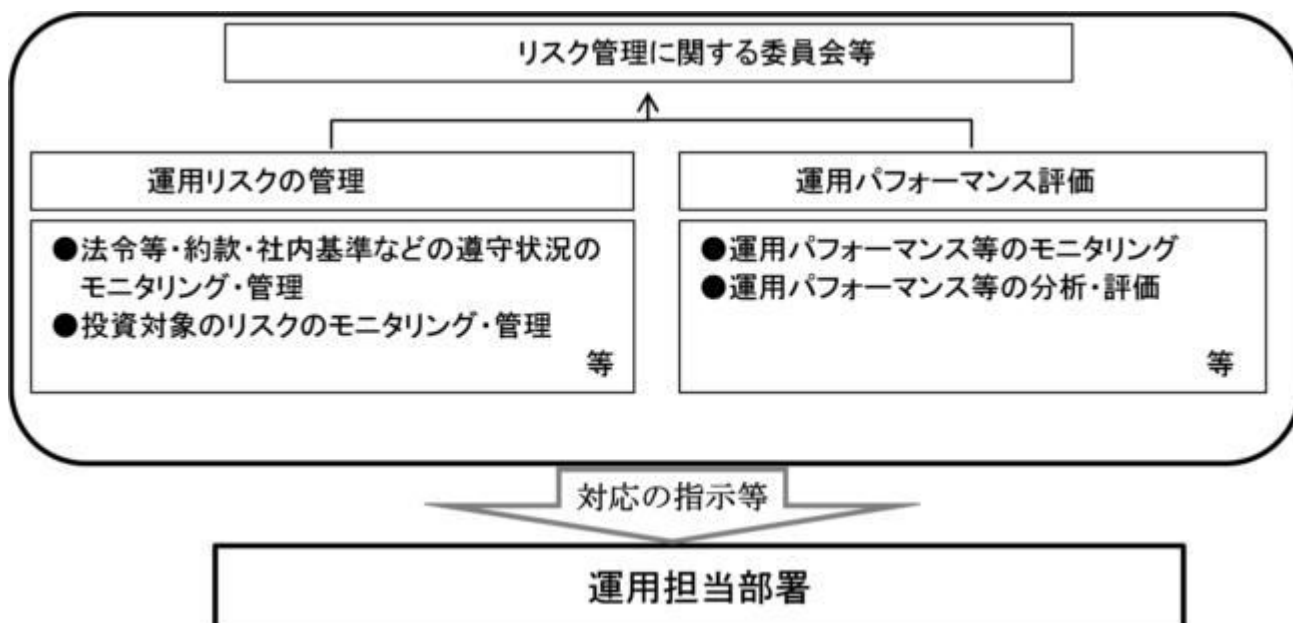 リスク管理に関する委員会等
運用リスクの管理
●法令等・約款・社内基準などの遵守状況の
モニタリング・管理
●投資対象のリスクのモニタリング・管理
等
運用パフォーマンス評価
●運用パフォーマンス等のモニタリング
●運用パフォーマンス等の分析・評価
等
対応の指示等
運用担当部署